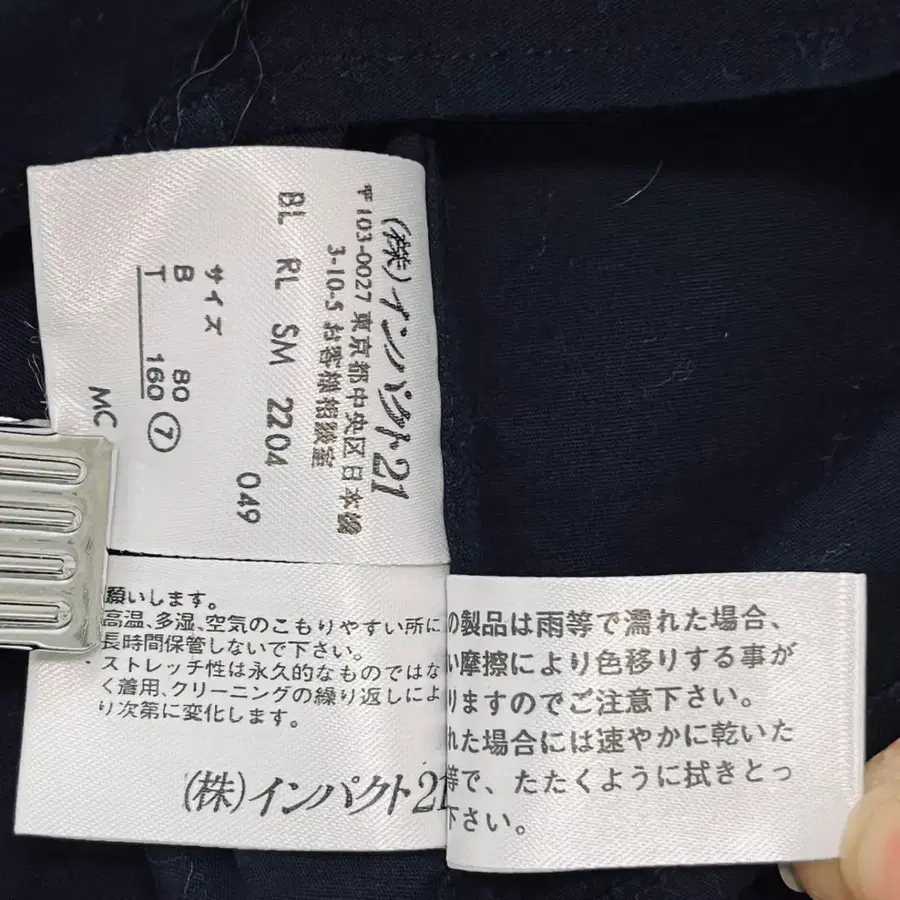 (株)インパクト21
〒103-0027 東京都中央区日本橋
3-10-5 お客様相談室
BL RL SM 2204
049
サイズ
B 80
T 160 ⑦
MC
願いします。
高温、多湿、空気のこもりやすい所に
長時間保管しないで下さい。
・ストレッチ性は永久的なものではな
く着用、クリーニングの繰り返しによ
り次第に変化します。
(株)インパクト21
の製品は雨等で濡れた場合、
い摩擦により色移りする事が
りますのでご注意下さい。
れた場合には速やかに乾いた
等で、たたくように拭きとっ
下さい。